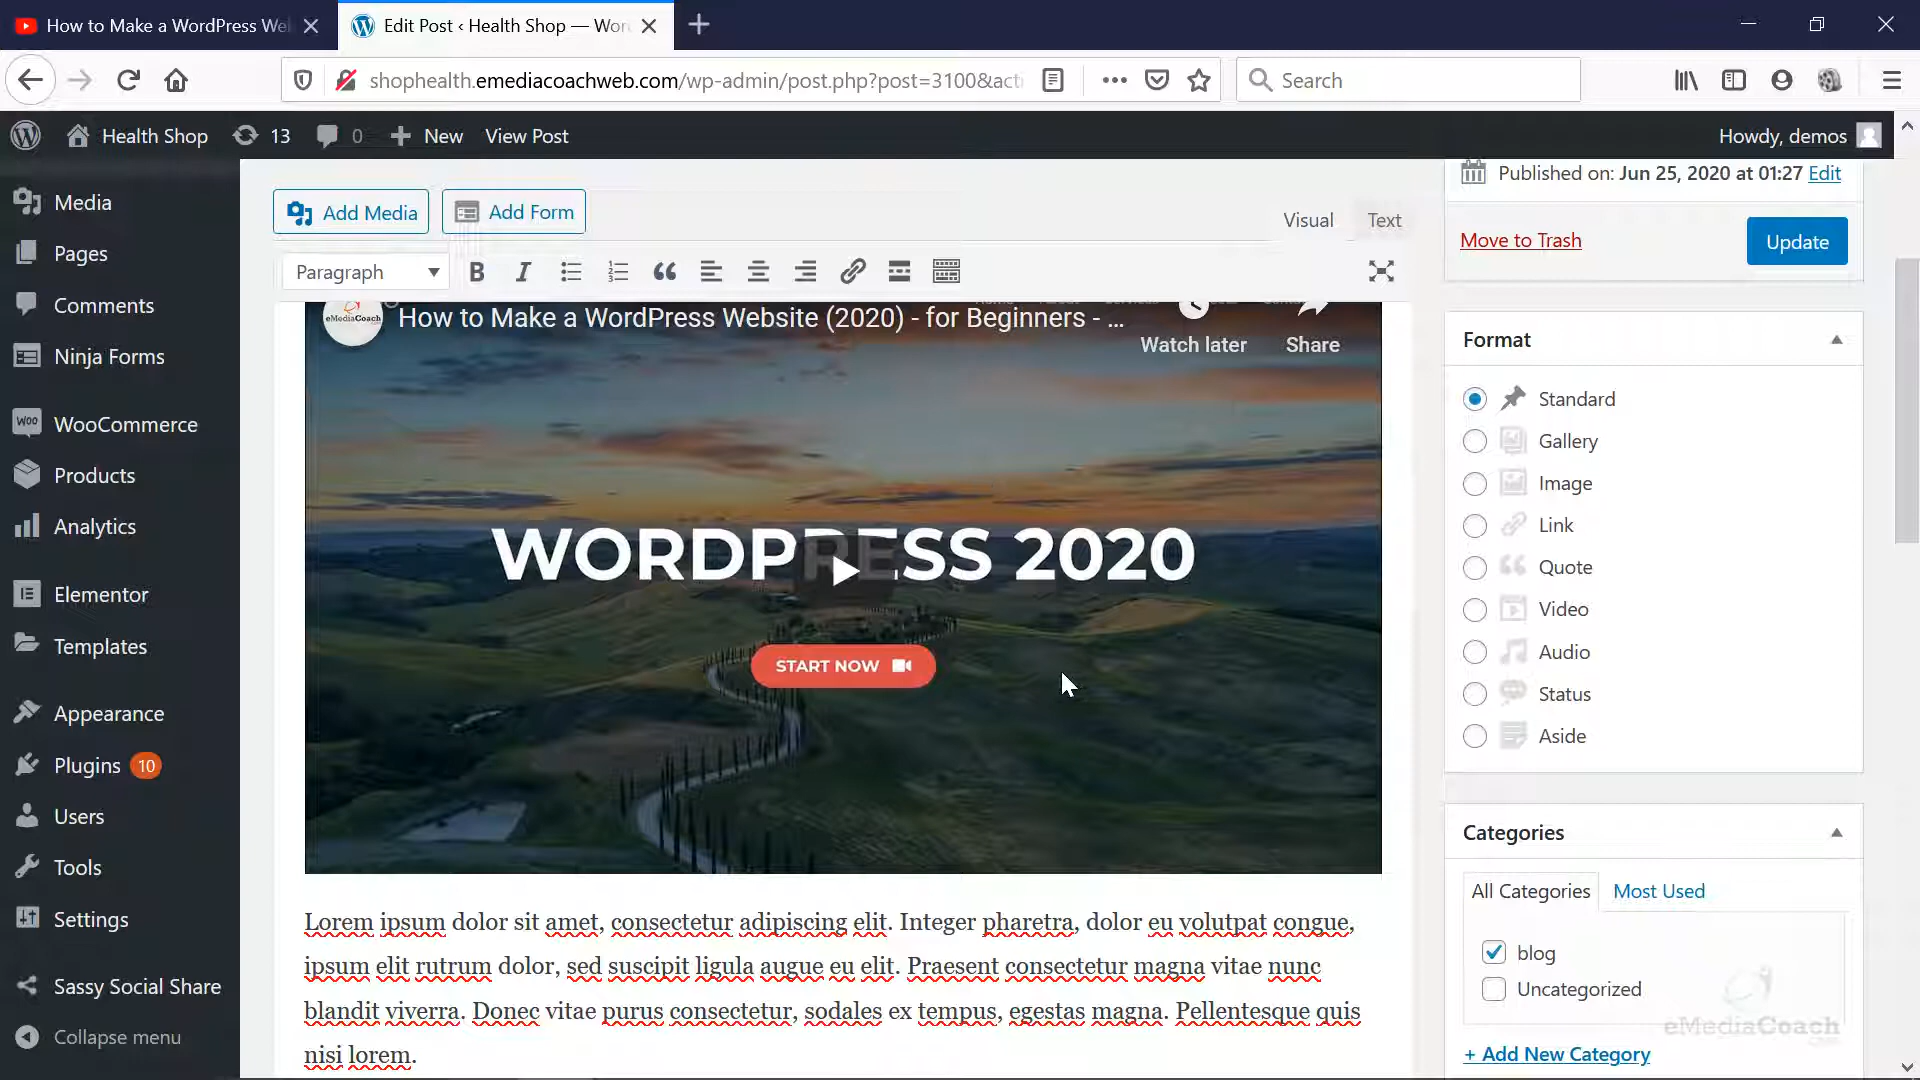 How to Make a WordPress We
Edit Post ‹ Health Shop — Wor
shophealth.emediacoachweb.com/wp-admin/post.php?post=3100&act
Search
Health Shop
13
0
New
View Post
Howdy, demos
Media
Pages
Comments
Ninja Forms
WooCommerce
Products
Analytics
Elementor
Templates
Appearance
Plugins 10
Users
Tools
Settings
Sassy Social Share
Collapse menu
Add Media
Add Form
Visual
Text
Paragraph
eMediaCoach
How to Make a WordPress Website (2020) - for Beginners - ...
Watch later
Share
WORDPRESS 2020
START NOW
Lorem ipsum dolor sit amet, consectetur adipiscing elit. Integer pharetra, dolor eu volutpat congue,
ipsum elit rutrum dolor, sed suscipit ligula augue eu elit. Praesent consectetur magna vitae nunc
blandit viverra. Donec vitae purus consectetur, sodales ex tempus, egestas magna. Pellentesque quis
nisi lorem.
Published on: Jun 25, 2020 at 01:27 Edit
Move to Trash
Update
Format
Standard
Gallery
Image
Link
Quote
Video
Audio
Status
Aside
Categories
All Categories
Most Used
blog
Uncategorized
+ Add New Category
eMediaCoach